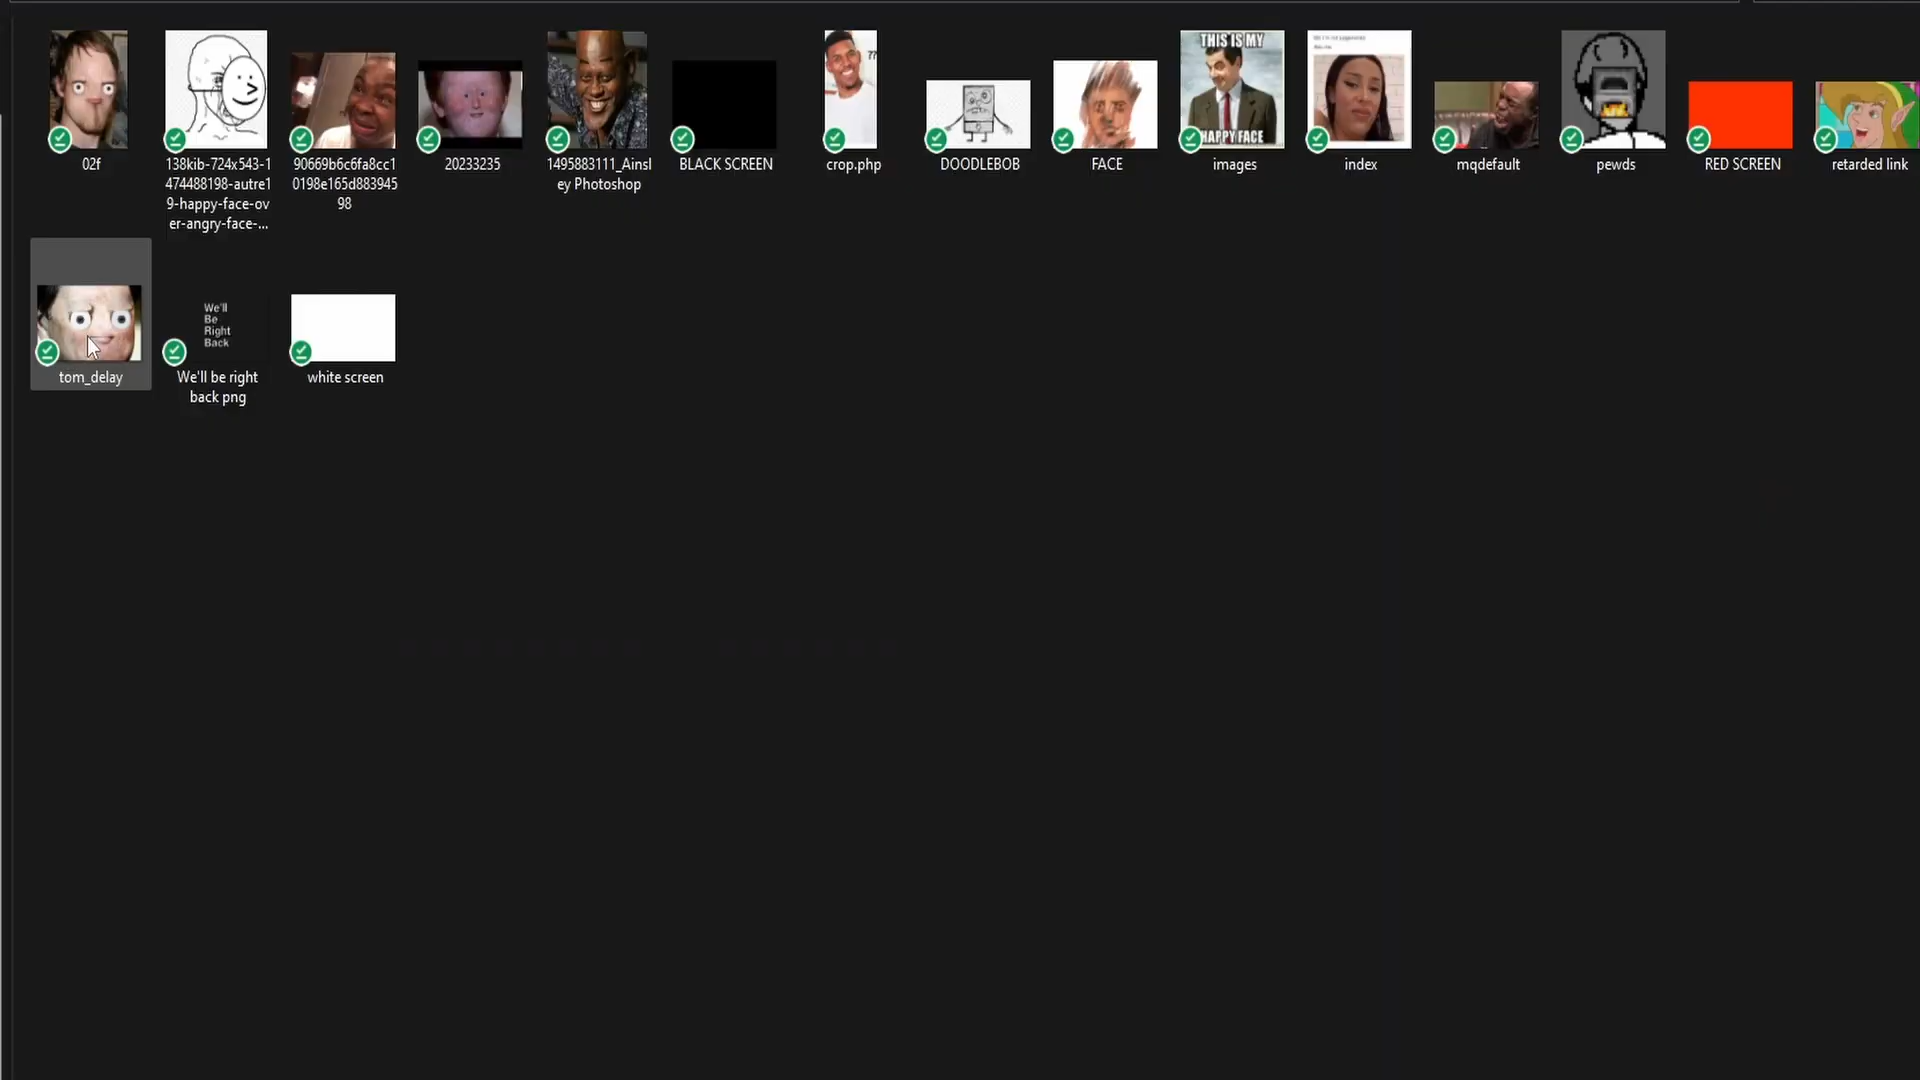 THIS IS MY
HAPPY FACE
02f
138kib-724x543-1
474488198-autre1
9-happy-face-ov
er-angry-face-...
90669b6c6fa8cc1
0198e165d883945
98
20233235
1495883111_Ainsl
ey Photoshop
BLACK SCREEN
crop.php
DOODLEBOB
FACE
images
index
mqdefault
pewds
RED SCREEN
retarded link
We'll
Be
Right
Back
tom_delay
We'll be right
back png
white screen